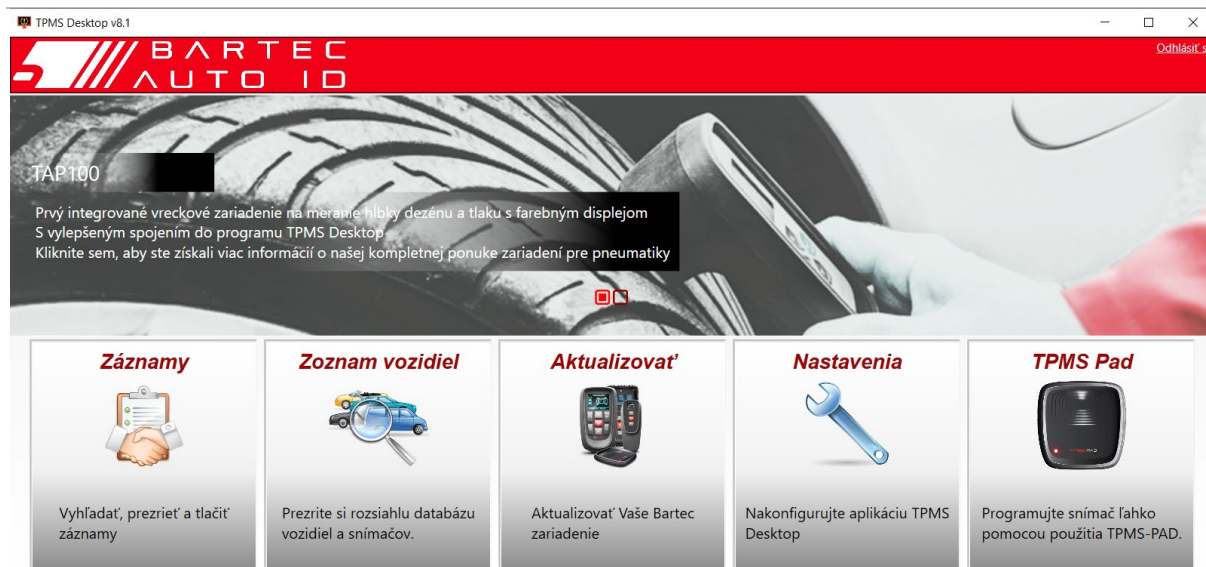 TPMS Desktop v8.1
BARTEC
AUTO ID
Odhlásiť s
TAP100
Prvý integrované vreckové zariadenie na meranie hĺbky dezénu a tlaku s farebným displejom
S vylepšeným spojením do programu TPMS Desktop
Kliknite sem, aby ste získali viac informácií o našej kompletnej ponuke zariadení pre pneumatiky
Záznamy
Vyhľadať, prezrieť a tlačiť
záznamy
Zoznam vozidiel
Prezrite si rozsiahlu databázu
vozidiel a snímačov.
Aktualizovať
Aktualizovať Vaše Bartec
zariadenie
Nastavenia
Nakonfigurujte aplikáciu TPMS
Desktop
TPMS Pad
Programujte snímač ľahko
pomocou použitia TPMS-PAD.